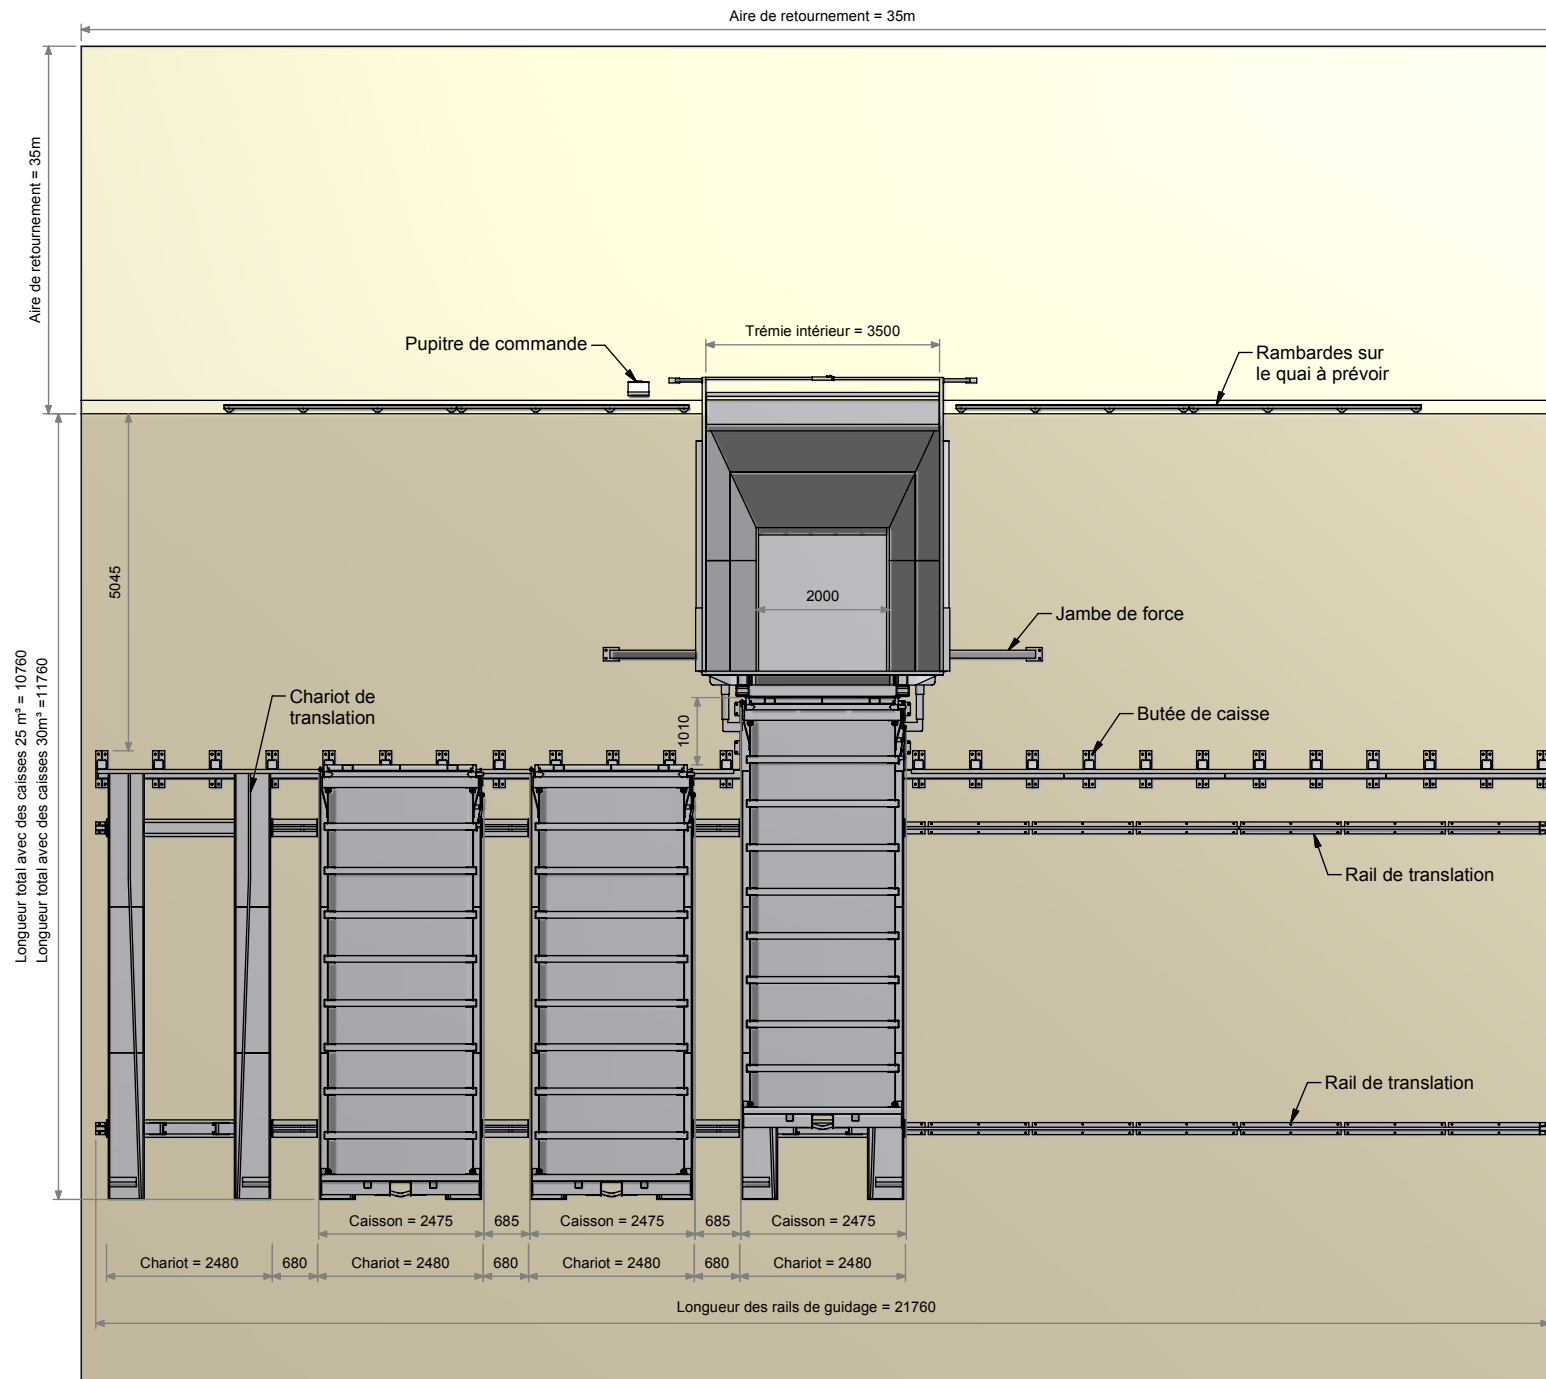 Aire de retournement = 35m
Aire de retournement = 35m
Trémie intérieur = 3500
Pupitre de commande
Rambardes sur
le quai à prévoir
5045
2000
Jambe de force
Longueur total avec des caisses 25 m³ = 10760
Longueur total avec des caisses 30m³ =11760
Chariot de
translation
1010
Butée de caisse
Rail de translation
Rail de translation
Caisson = 2475
685
Caisson = 2475
685
Caisson = 2475
Chariot = 2480
680
Chariot = 2480
680
Chariot = 2480
680
Chariot = 2480
Longueur des rails de guidage = 21760